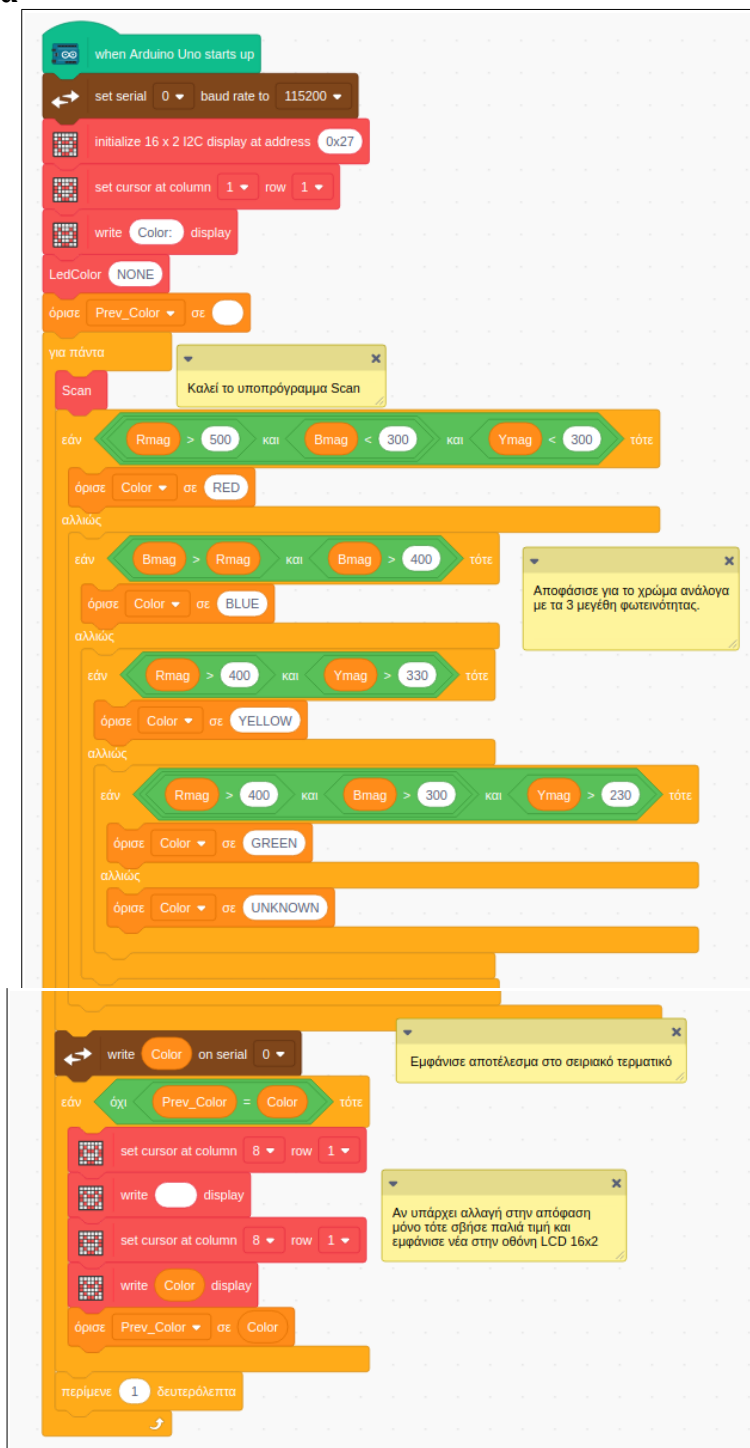 when Arduino Uno starts up
set serial 0 baud rate to 115200
initialize 16 x 2 I2C display at address 0x27
set cursor at column 1 row 1
write Color: display
LedColor NONE
όρισε Prev_Color σε
για πάντα
Scan
Καλεί το υποπρόγραμμα Scan
εάν Rmag > 500 και Bmag < 300 και Ymag < 300 τότε
όρισε Color σε RED
αλλιώς
εάν Bmag > Rmag και Bmag > 400 τότε
όρισε Color σε BLUE
Αποφάσισε για το χρώμα ανάλογα
με τα 3 μεγέθη φωτεινότητας.
αλλιώς
εάν Rmag > 400 και Ymag > 330 τότε
όρισε Color σε YELLOW
αλλιώς
εάν Rmag > 400 και Bmag > 300 και Ymag > 230 τότε
όρισε Color σε GREEN
αλλιώς
όρισε Color σε UNKNOWN
write Color on serial 0
Εμφάνισε αποτέλεσμα στο σειριακό τερματικό
εάν όχι Prev_Color = Color τότε
set cursor at column 8 row 1
write display
set cursor at column 8 row 1
write Color display
όρισε Prev_Color σε Color
Αν υπάρχει αλλαγή στην απόφαση
μόνο τότε σβήσε παλιά τιμή και
εμφάνισε νέα στην οθόνη LCD 16x2
περίμενε 1 δευτερόλεπτα